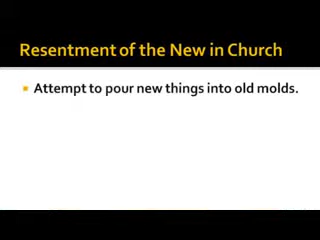 Resentment of the New in Church
Attempt to pour new things into old molds.